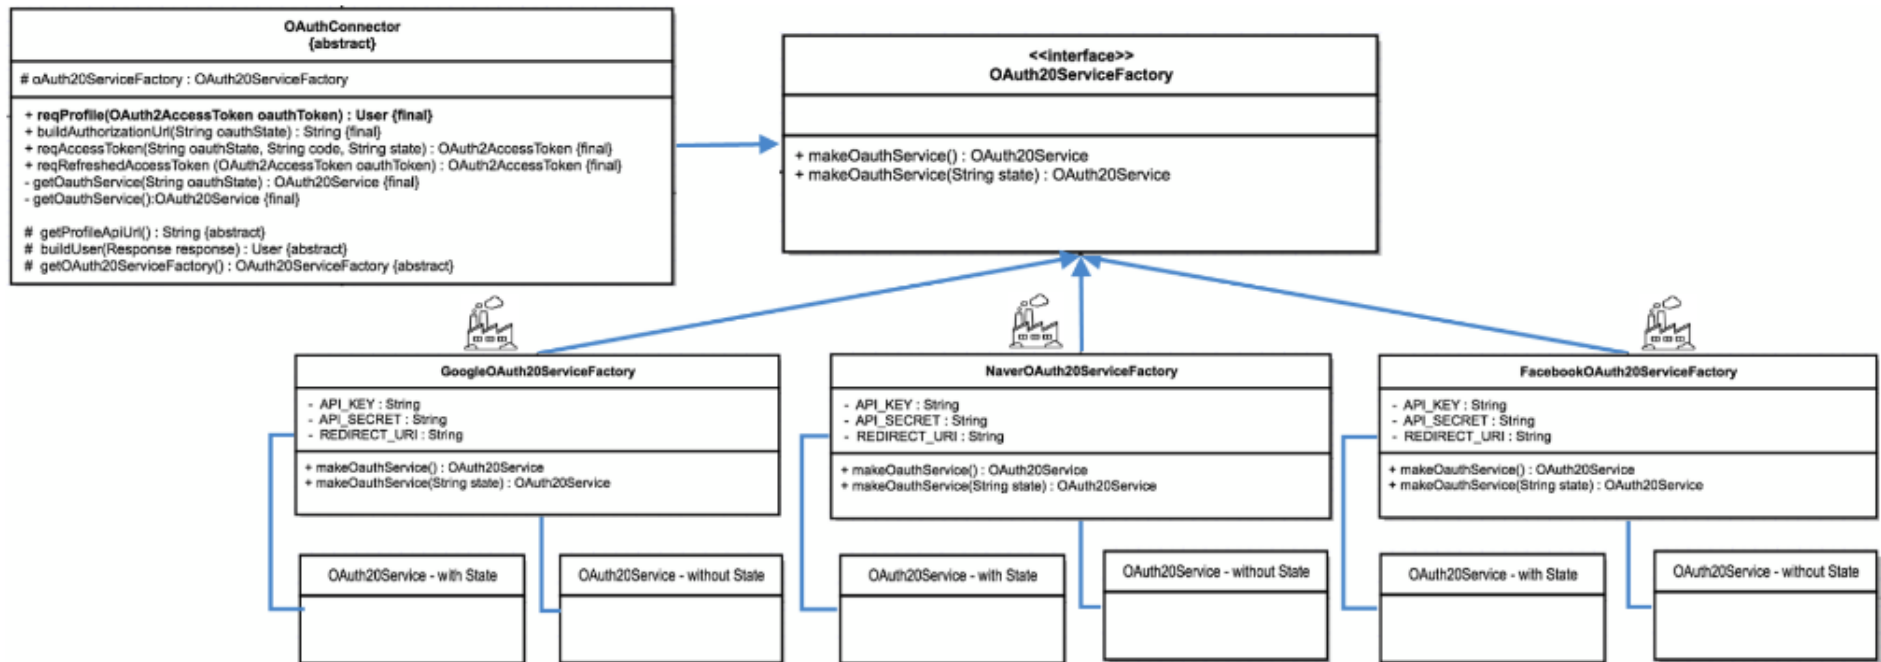 OAuthConnector
{abstract}
# oAuth20ServiceFactory : OAuth20ServiceFactory
+ reqProfile(OAuth2AccessToken oauthToken) : User {final}
+ buildAuthorizationUrl(String oauthState) : String {final}
+ reqAccessToken(String oauthState, String code, String state) : OAuth2AccessToken {final}
+ reqRefreshedAccessToken (OAuth2AccessToken oauthToken) : OAuth2AccessToken {final}
- getOauthService(String oauthState) : OAuth20Service {final}
- getOauthService():OAuth20Service {final}
# getProfileApiUrl() : String {abstract}
# buildUser(Response response) : User {abstract}
# getOAuth20ServiceFactory() : OAuth20ServiceFactory {abstract}
<<interface>>
OAuth20ServiceFactory
+ makeOauthService() : OAuth20Service
+ makeOauthService(String state) : OAuth20Service
GoogleOAuth20ServiceFactory
- API_KEY : String
- API_SECRET : String
- REDIRECT_URI : String
+ makeOauthService() : OAuth20Service
+ makeOauthService(String state) : OAuth20Service
NaverOAuth20ServiceFactory
- API_KEY : String
- API_SECRET : String
- REDIRECT_URI : String
+ makeOauthService() : OAuth20Service
+ makeOauthService(String state) : OAuth20Service
FacebookOAuth20ServiceFactory
- API_KEY : String
- API_SECRET : String
- REDIRECT_URI : String
+ makeOauthService() : OAuth20Service
+ makeOauthService(String state) : OAuth20Service
OAuth20Service - with State
OAuth20Service - without State
OAuth20Service - with State
OAuth20Service - without State
OAuth20Service - with State
OAuth20Service - without State